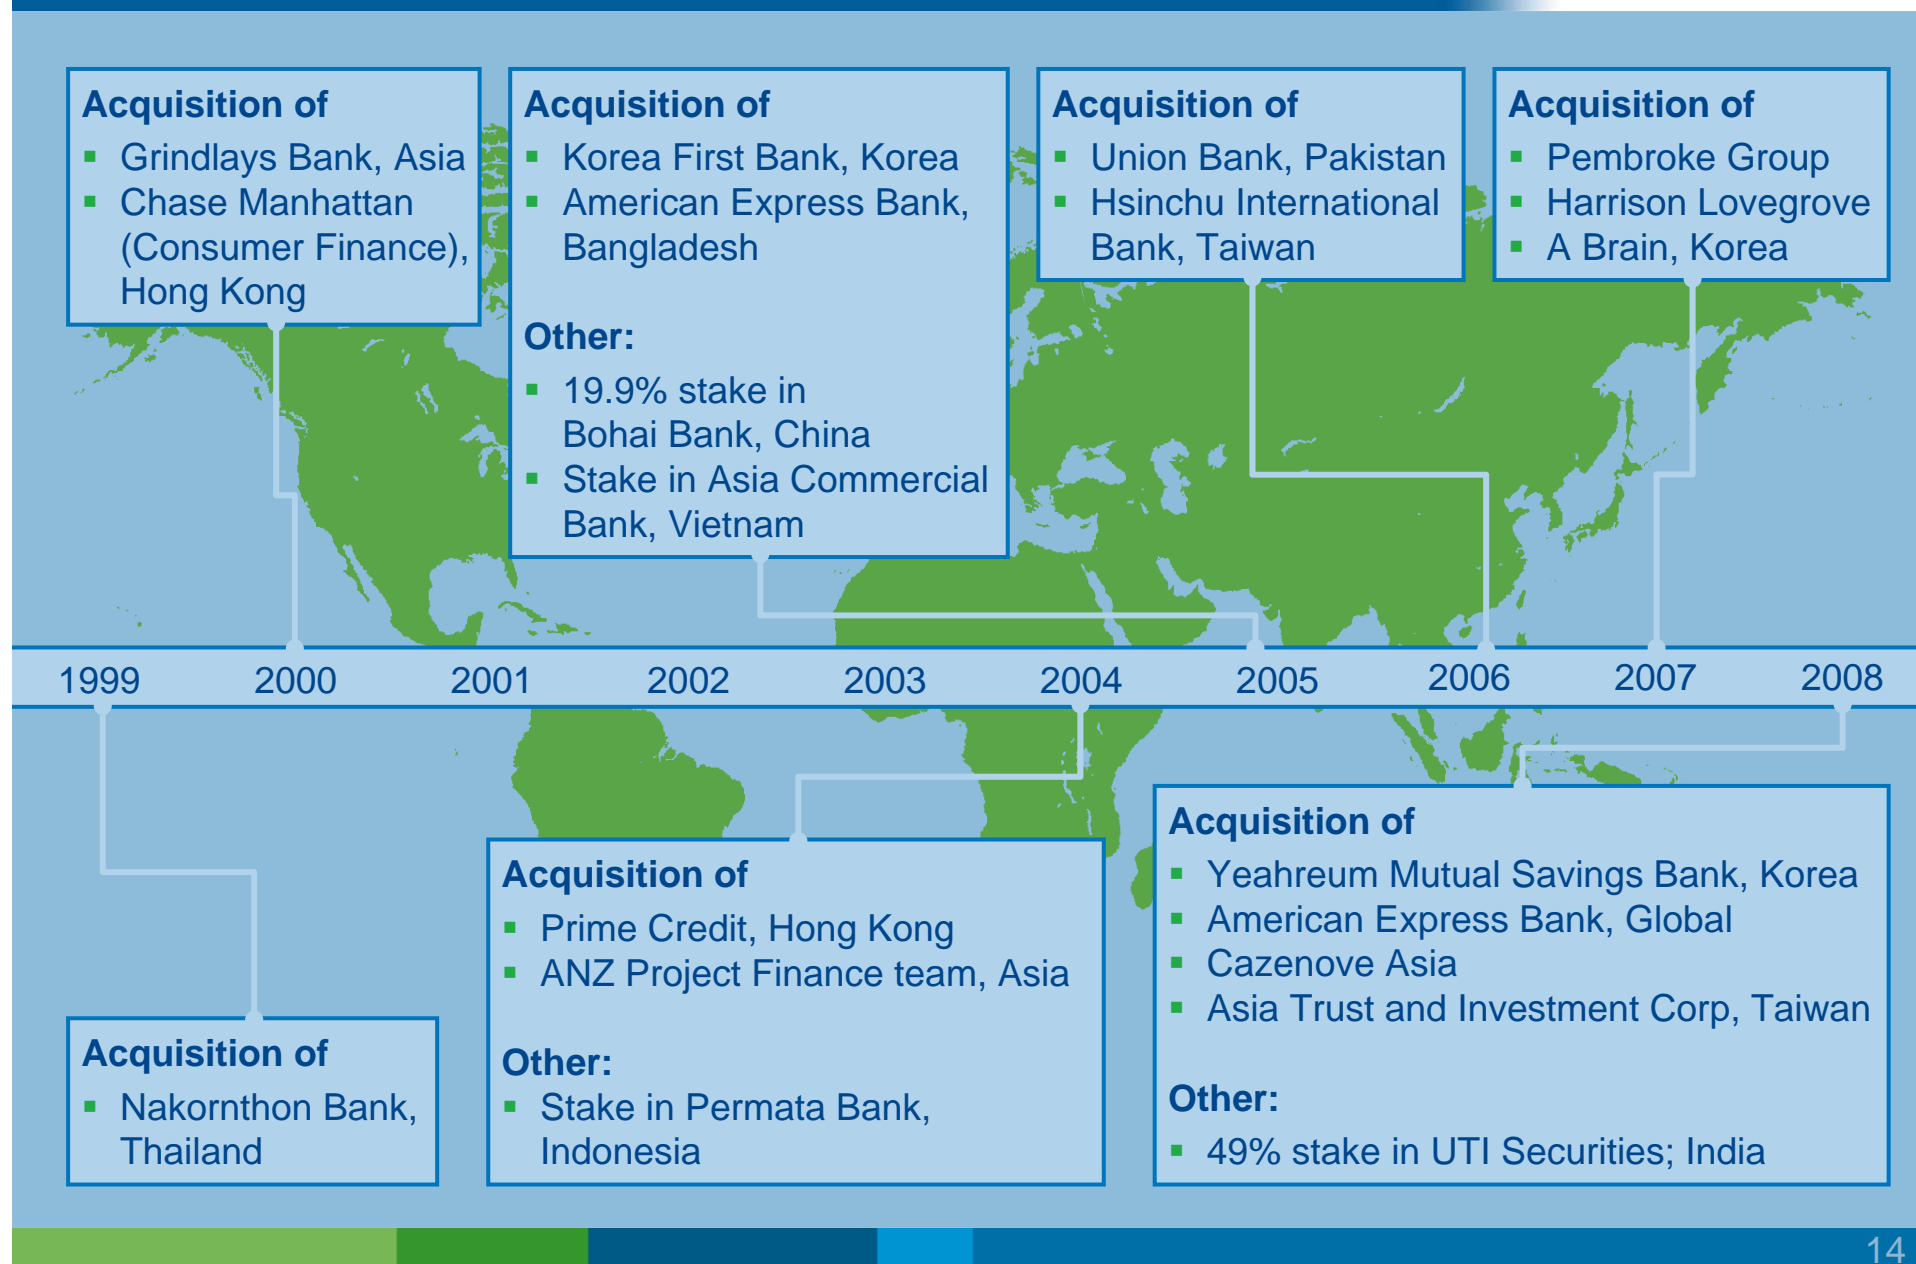 Acquisition of
▪ Grindlays Bank, Asia
▪ Chase Manhattan
(Consumer Finance),
Hong Kong
Acquisition of
▪ Korea First Bank, Korea
▪ American Express Bank,
Bangladesh
Other:
▪ 19.9% stake in
Bohai Bank, China
▪ Stake in Asia Commercial
Bank, Vietnam
Acquisition of
▪ Union Bank, Pakistan
▪ Hsinchu International
Bank, Taiwan
Acquisition of
▪ Pembroke Group
▪ Harrison Lovegrove
▪ A Brain, Korea
1999 2000 2001 2002 2003 2004 2005 2006 2007 2008
Acquisition of
▪ Nakornthon Bank,
Thailand
Acquisition of
▪ Prime Credit, Hong Kong
▪ ANZ Project Finance team, Asia
Other:
▪ Stake in Permata Bank,
Indonesia
Acquisition of
▪ Yeahreum Mutual Savings Bank, Korea
▪ American Express Bank, Global
▪ Cazenove Asia
▪ Asia Trust and Investment Corp, Taiwan
Other:
▪ 49% stake in UTI Securities; India
14